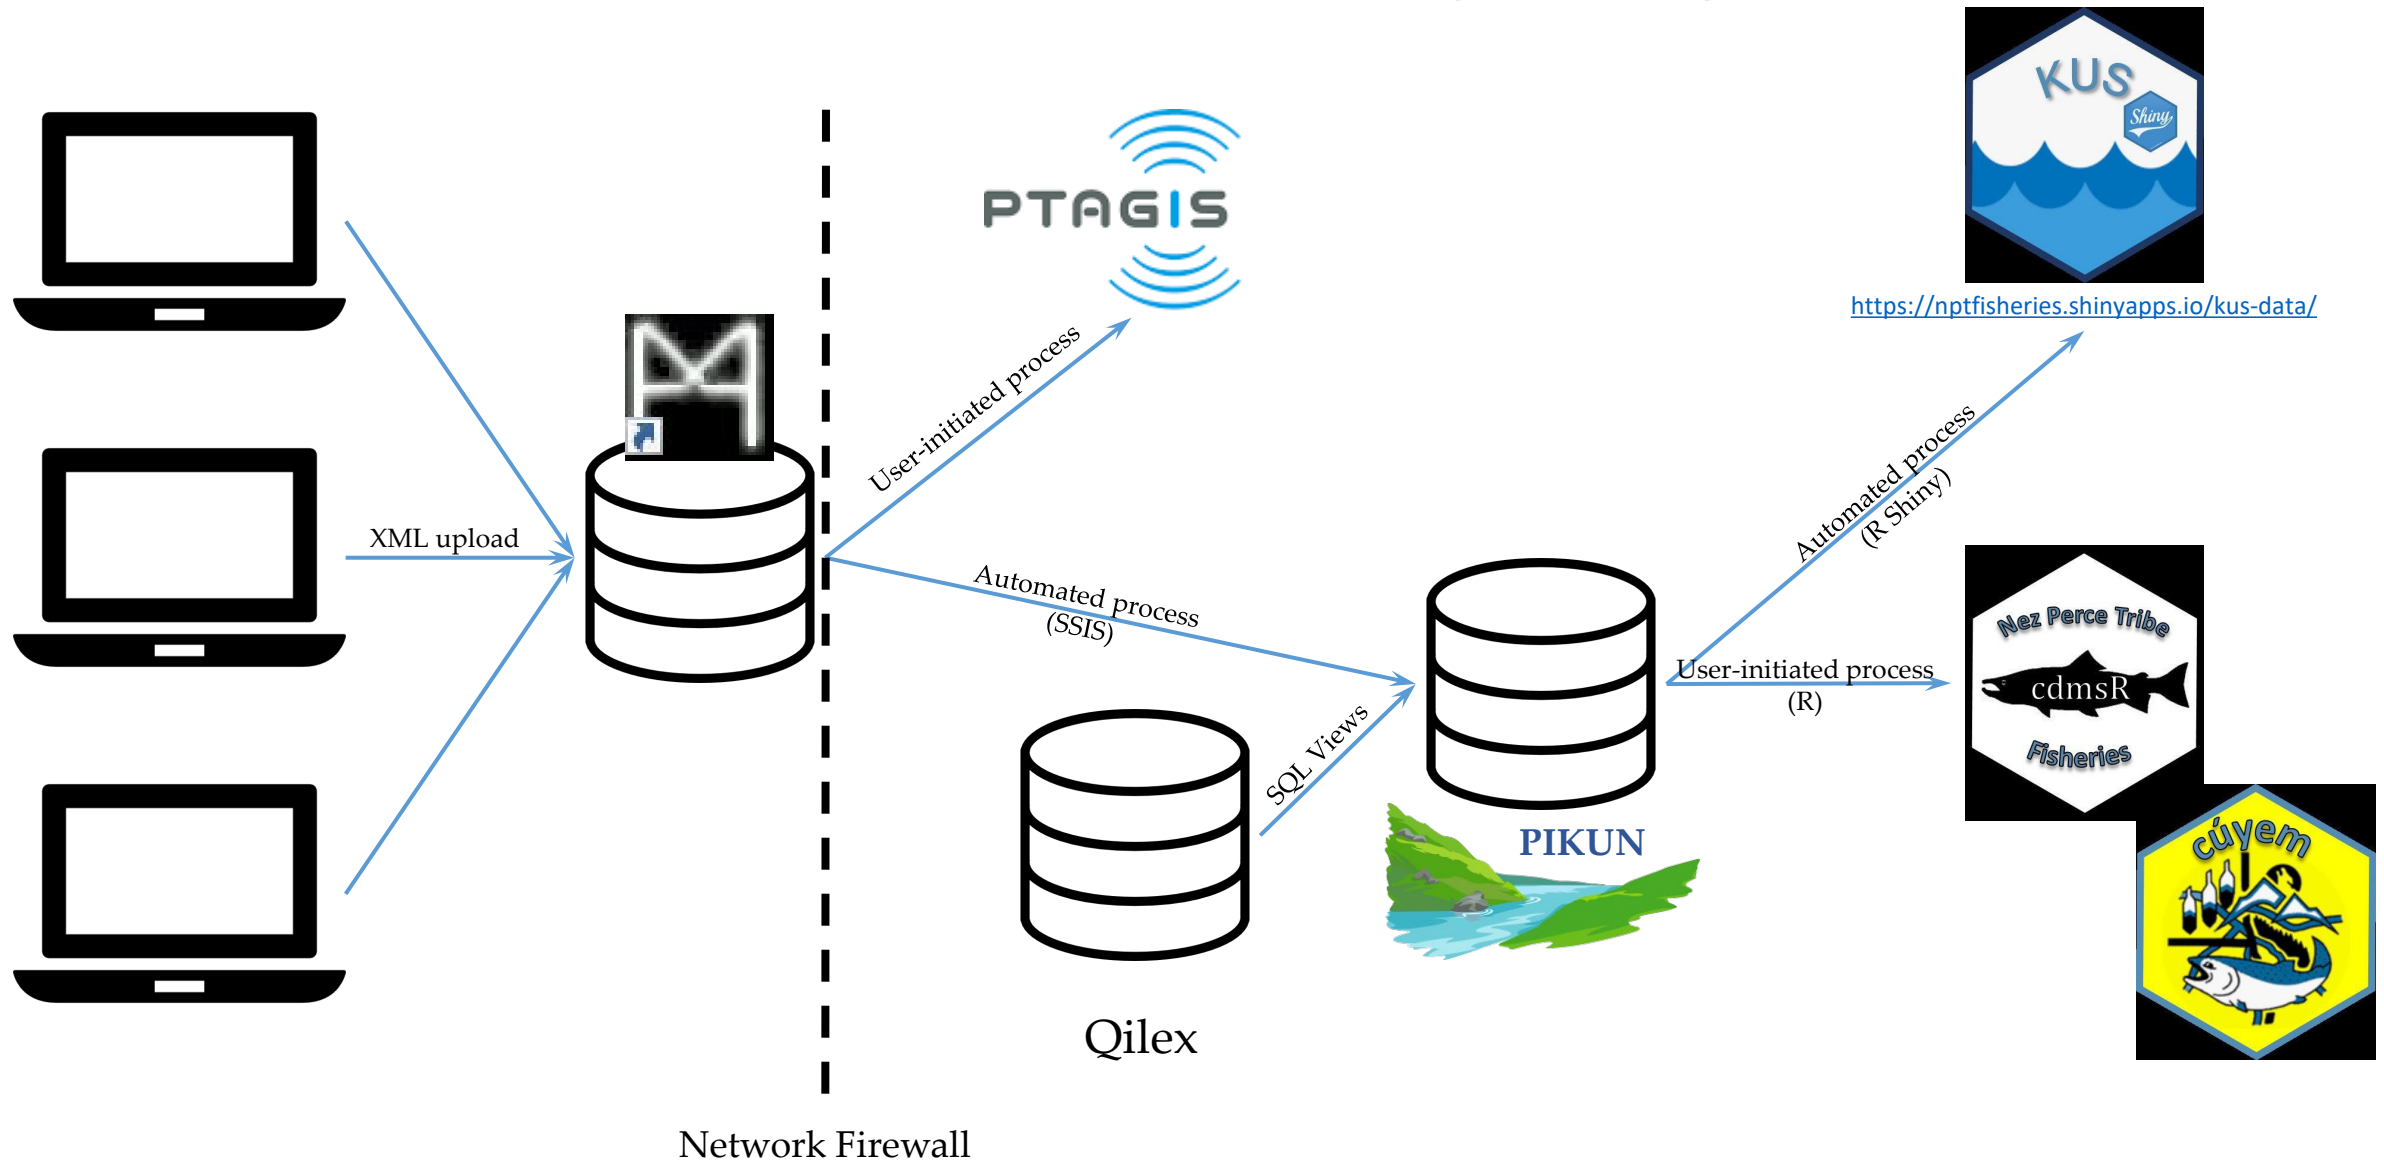 KUS
Shiny
PTAGIS
https://nptfisheries.shinyapps.io/kus-data/
User-initiated process
XML upload
Automated process
(SSIS)
Automated process
(R Shiny)
Nez Perce Tribe
cdmsR
Fisheries
User-initiated process
(R)
SQL Views
PIKUN
cúyem
Qilex
Network Firewall